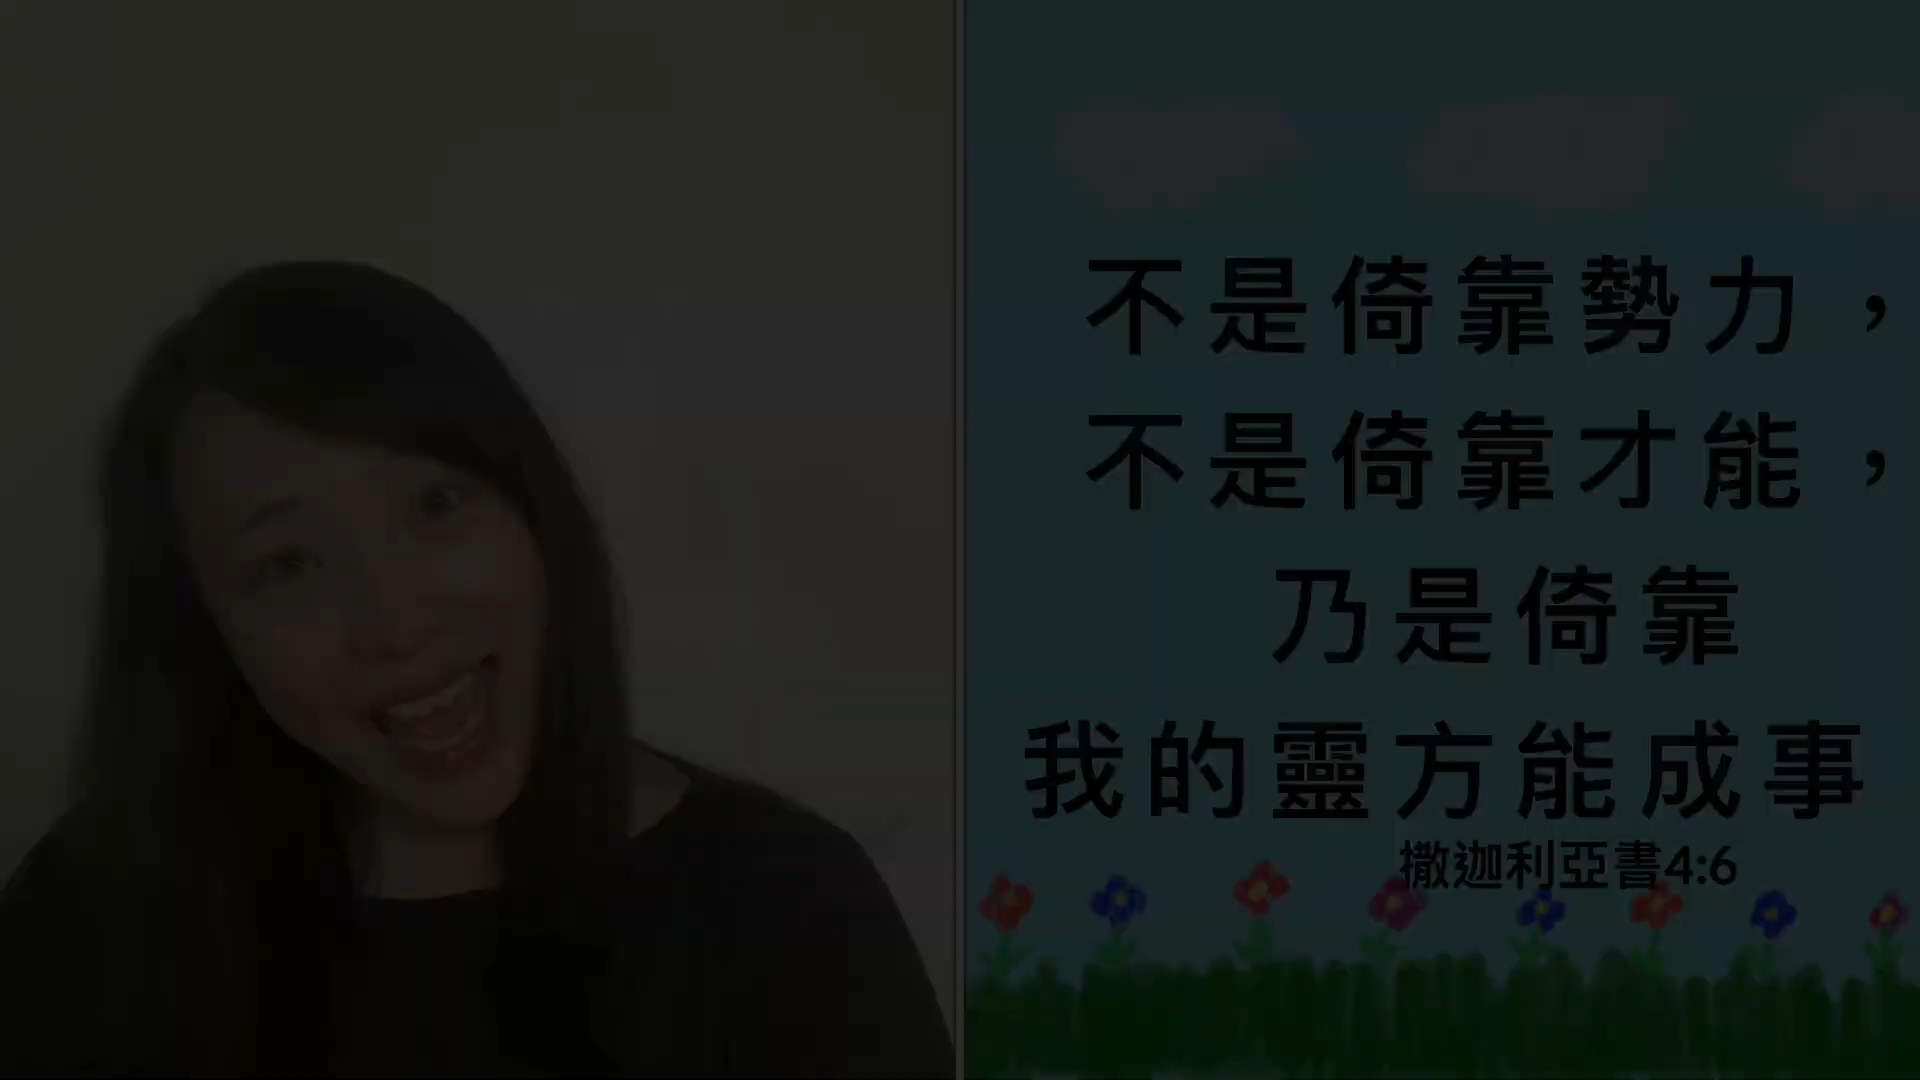 不是倚靠勢力，
不是倚靠才能，
乃是倚靠
我的靈方能成事
撒迦利亞書4:6